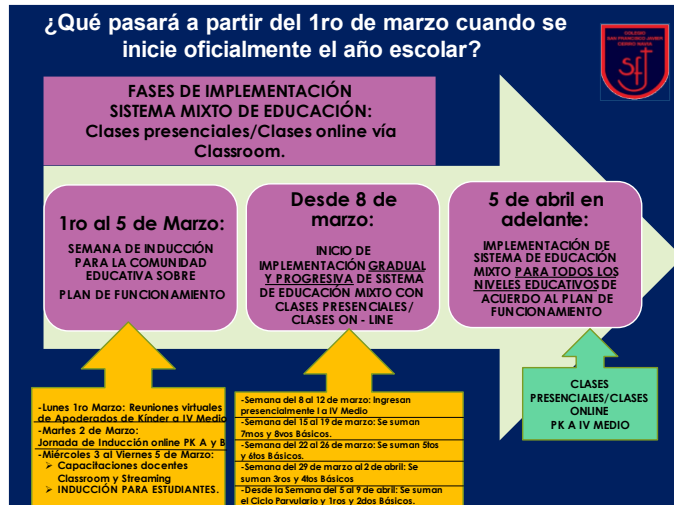 ¿Qué pasará a partir del 1ro de marzo cuando se
inicie oficialmente el año escolar?
COLEGIO
SAN FRANCISCO JAVIER
CERRO NAVIA
SFJ
FASES DE IMPLEMENTACIÓN
SISTEMA MIXTO DE EDUCACIÓN:
Clases presenciales/Clases online vía
Classroom.
1ro al 5 de Marzo:
SEMANA DE INDUCCIÓN
PARA LA COMUNIDAD
EDUCATIVA SOBRE
PLAN DE FUNCIONAMIENTO
Desde 8 de
marzo:
INICIO DE
IMPLEMENTACIÓN GRADUAL
Y PROGRESIVA DE SISTEMA
DE EDUCACIÓN MIXTO CON
CLASES PRESENCIALES/
CLASES ON - LINE
5 de abril en
adelante:
IMPLEMENTACIÓN DE
SISTEMA DE EDUCACIÓN
MIXTO PARA TODOS LOS
NIVELES EDUCATIVOS DE
ACUERDO AL PLAN DE
FUNCIONAMIENTO
-Lunes 1ro Marzo: Reuniones virtuales
de Apoderados de Kínder a IV Medio
-Martes 2 de Marzo:
Jornada de Inducción online PK A y B
-Miércoles 3 al Viernes 5 de Marzo:
➢ Capacitaciones docentes
Classroom y Streaming
➢ INDUCCIÓN PARA ESTUDIANTES.
-Semana del 8 al 12 de marzo: Ingresan
presencialmente I a IV Medio
-Semana del 15 al 19 de marzo: Se suman
7mos y 8vos Básicos.
-Semana del 22 al 26 de marzo: Se suman 5tos
y 6tos Básicos.
-Semana del 29 de marzo al 2 de abril: Se
suman 3ros y 4tos Básicos
-Desde la Semana del 5 al 9 de abril: Se suman
el Ciclo Parvulario y 1ros y 2dos Básicos.
CLASES
PRESENCIALES/CLASES
ONLINE
PK A IV MEDIO